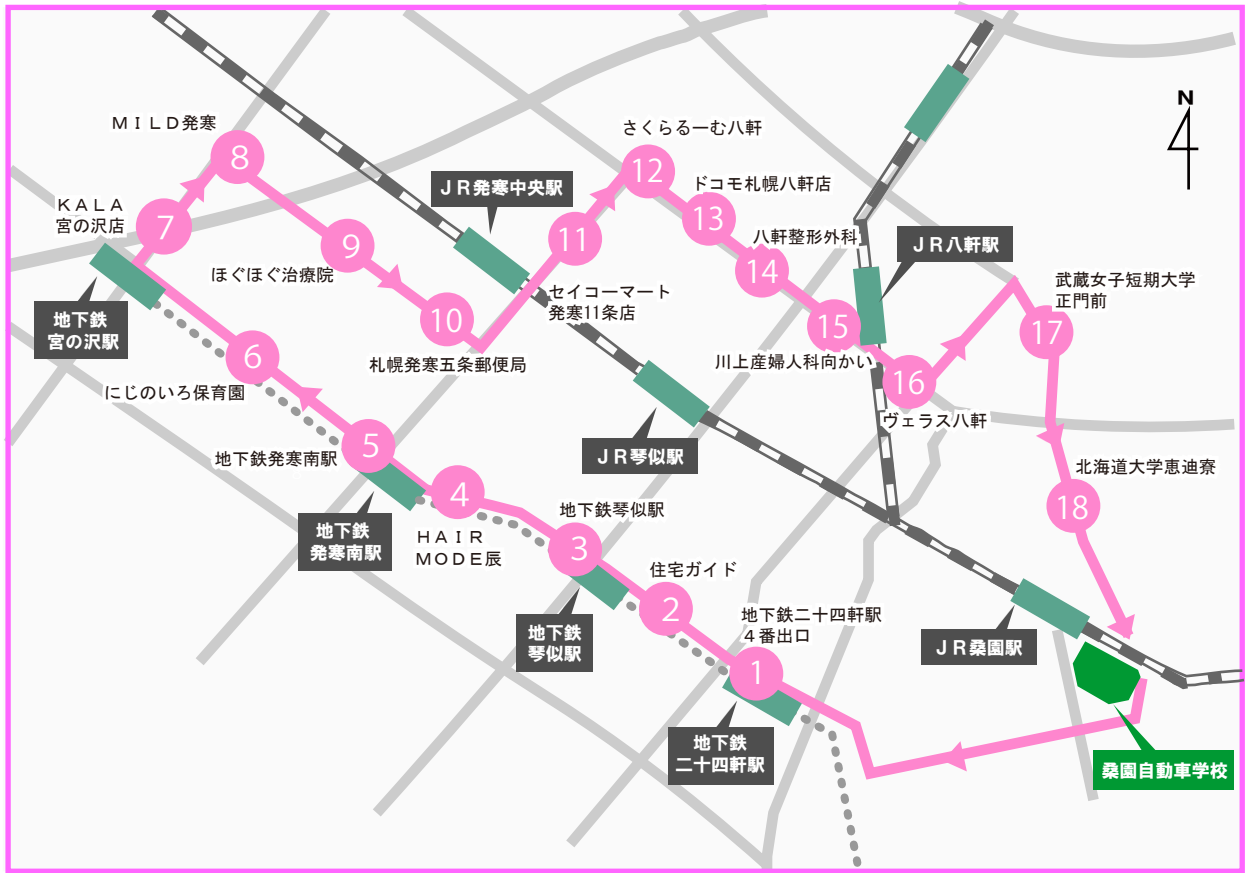 N
さくらるーむ八軒
MILD発寒
12
8
ドコモ札幌八軒店
JR発寒中央駅
13
KALA
宮の沢店
7
11
八軒整形外科
JR八軒駅
9
14
ほぐほぐ治療院
武蔵女子短期大学
正門前
セイコーマート
発寒11条店
10
15
17
地下鉄
宮の沢駅
6
札幌発寒五条郵便局
川上産婦人科向かい
16
にじのいろ保育園
ヴェラス八軒
5
地下鉄発寒南駅
JR琴似駅
北海道大学恵迪寮
4
18
地下鉄琴似駅
地下鉄
発寒南駅
HAIR
MODE辰
3
住宅ガイド
2
地下鉄二十四軒駅
4番出口
地下鉄
琴似駅
JR桑園駅
1
地下鉄
二十四軒駅
桑園自動車学校